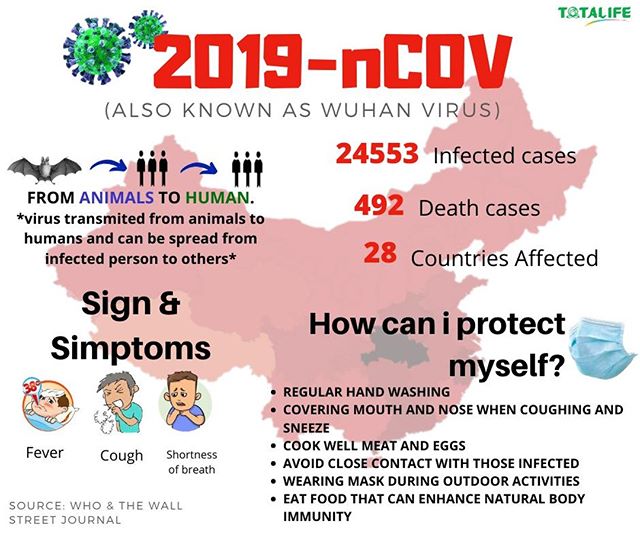 TOTALIFE
2019-nCOV
(ALSO KNOWN AS WUHAN VIRUS)
24553 Infected cases
492 Death cases
28 Countries Affected
FROM ANIMALS TO HUMAN.
*virus transmited from animals to
humans and can be spread from
infected person to others*
Sign &
Simptoms
38°
Fever
Cough
Shortness
of breath
How can i protect
myself?
• REGULAR HAND WASHING
• COVERING MOUTH AND NOSE WHEN COUGHING AND
SNEEZE
• COOK WELL MEAT AND EGGS
• AVOID CLOSE CONTACT WITH THOSE INFECTED
• WEARING MASK DURING OUTDOOR ACTIVITIES
• EAT FOOD THAT CAN ENHANCE NATURAL BODY
IMMUNITY
SOURCE: WHO & THE WALL
STREET JOURNAL